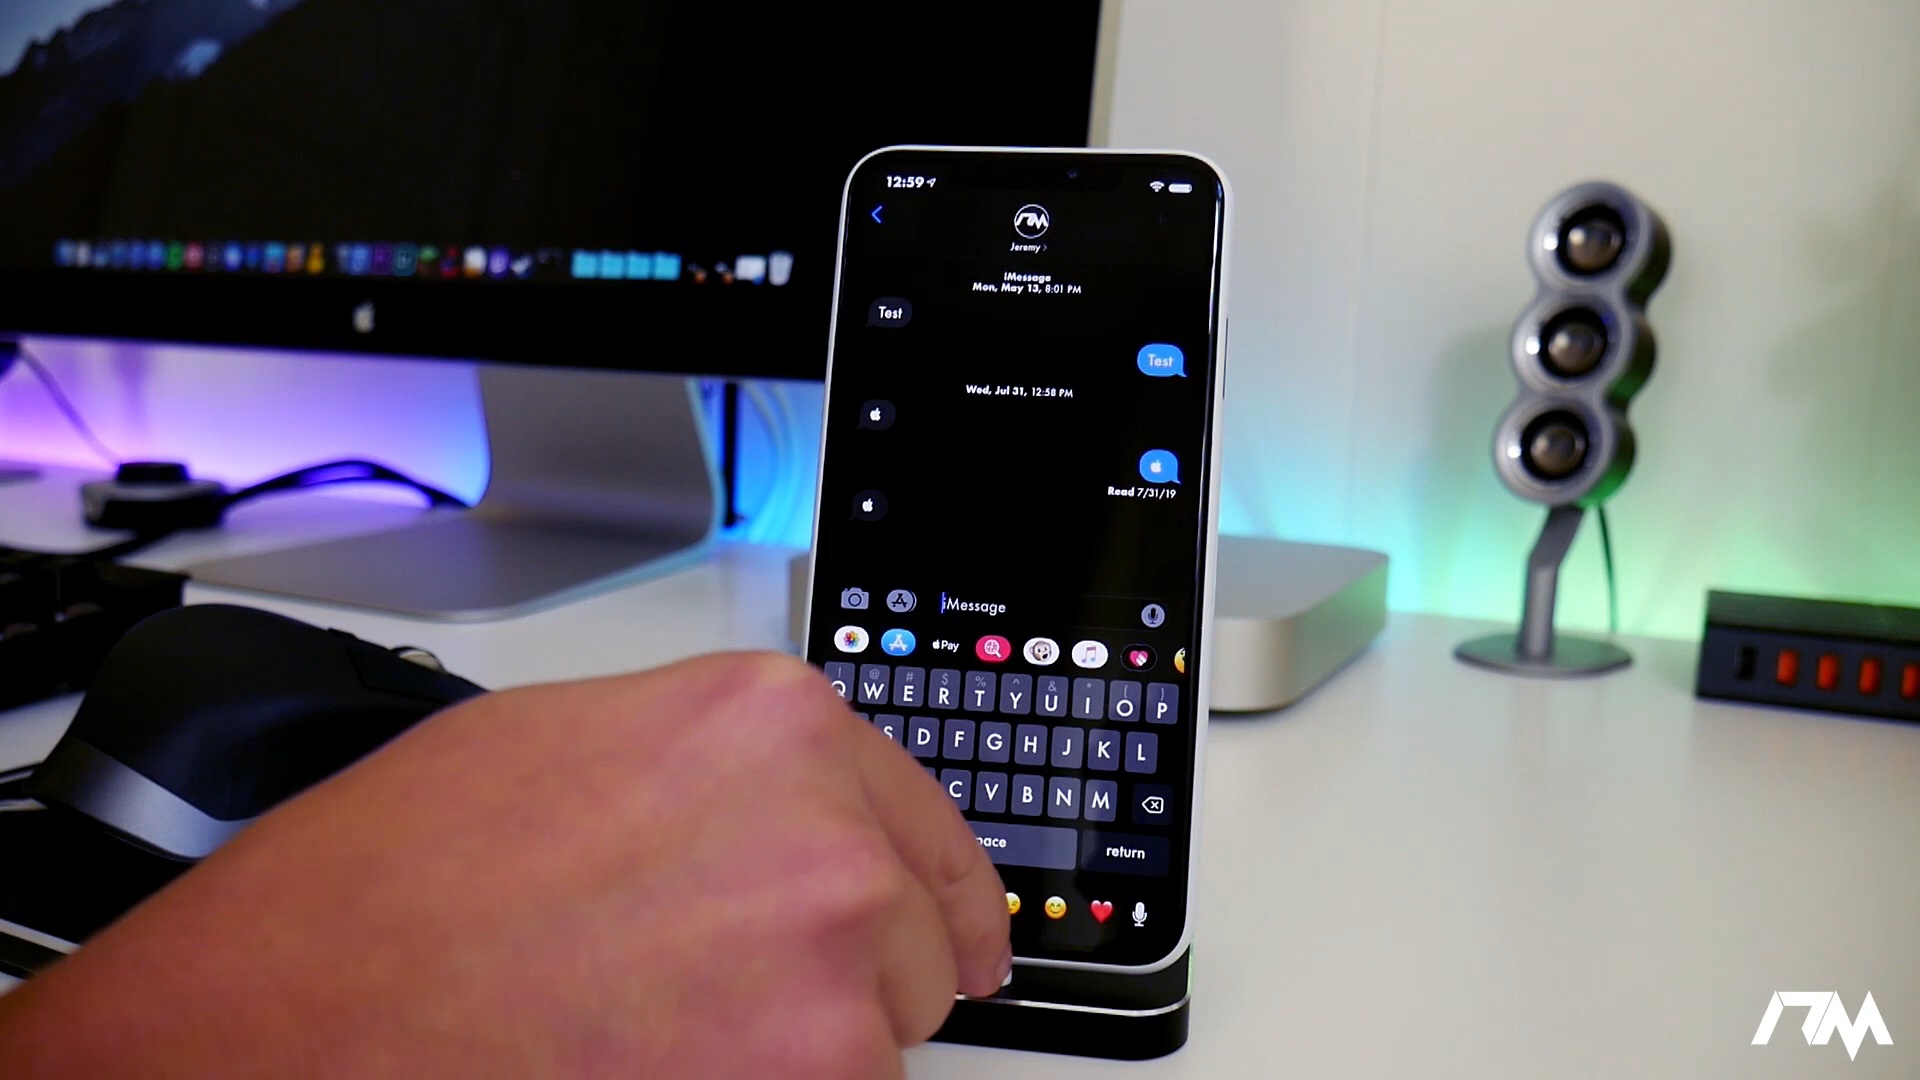 12:59
Jeremy >
iMessage
Mon, May 13, 8:01 PM
Test
Test
Wed, Jul 31, 12:58 PM
Read 7/31/19
iMessage
Pay
! @ # $ % ^ & * ( )
Q W E R T Y U I O P
S D F G H J K L
C V B N M
pace
return